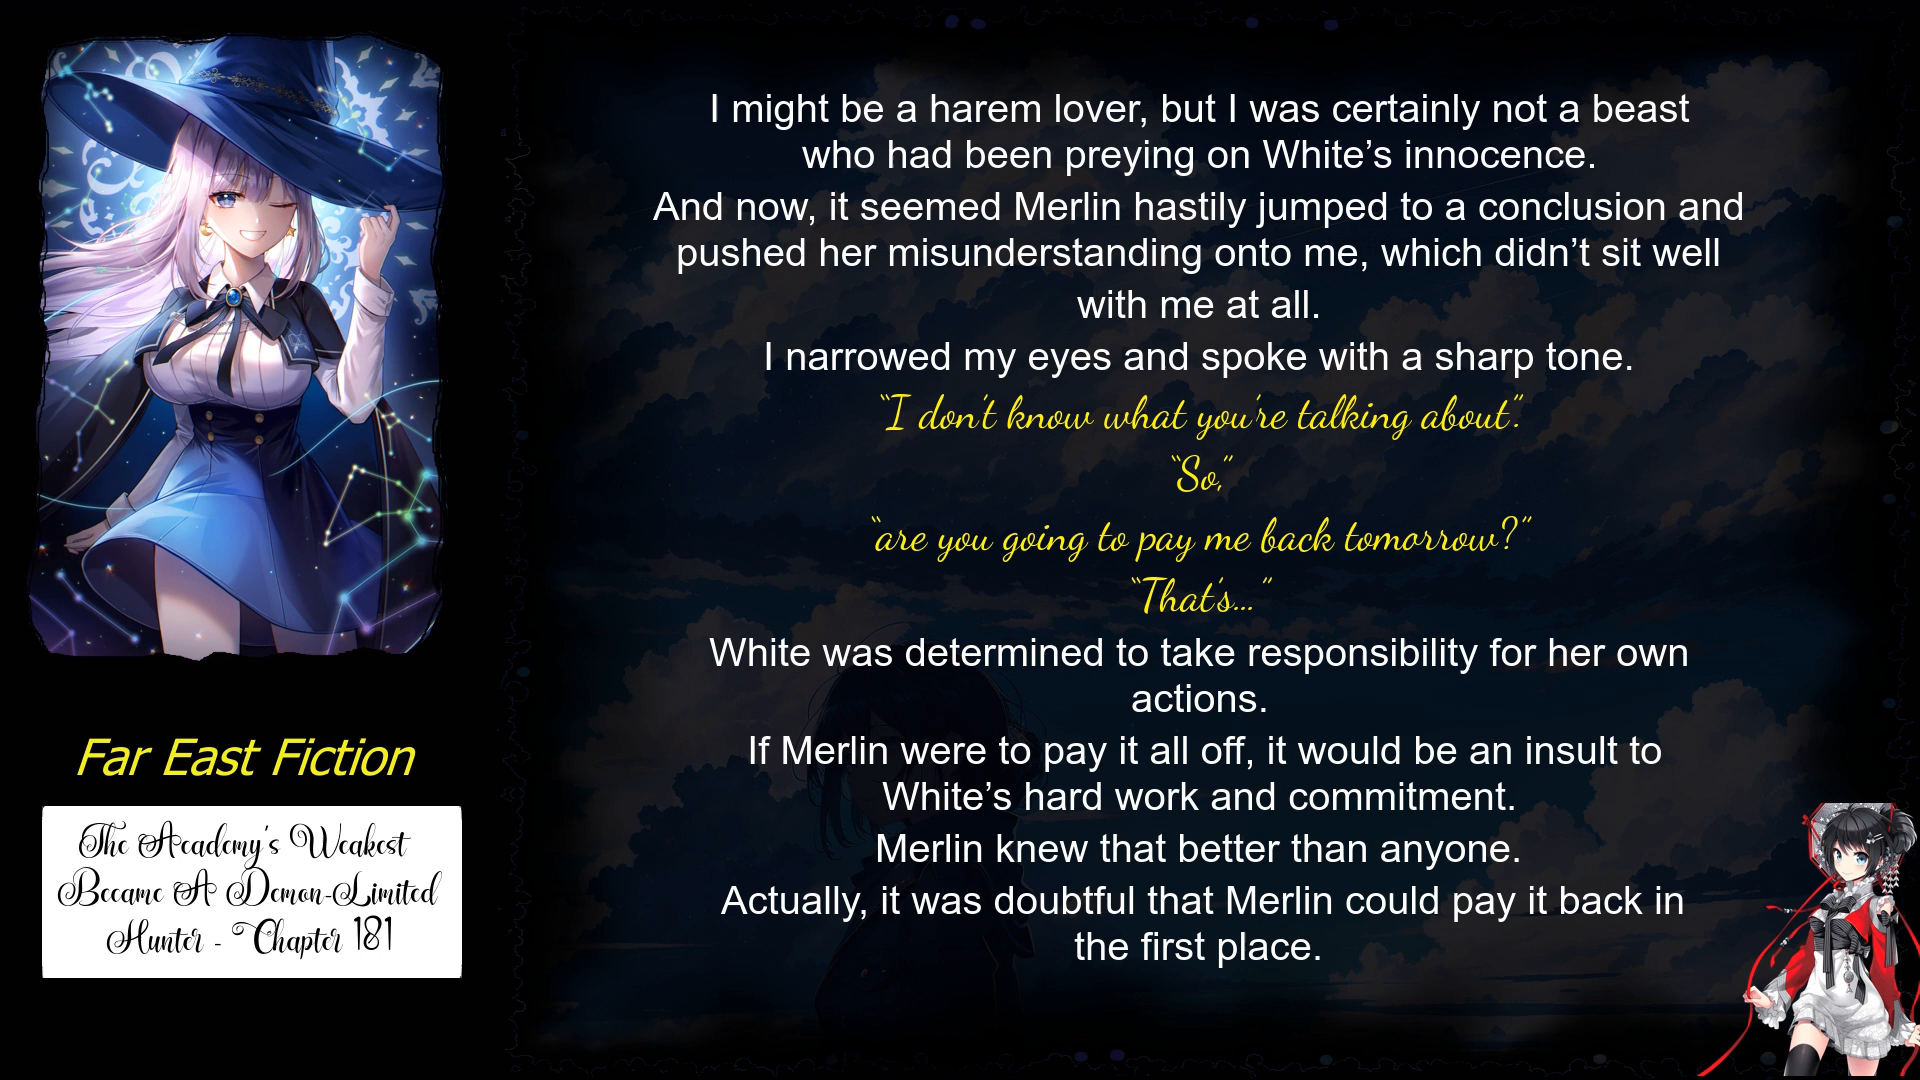 I might be a harem lover, but I was certainly not a beast
who had been preying on White’s innocence.
And now, it seemed Merlin hastily jumped to a conclusion and
pushed her misunderstanding onto me, which didn’t sit well
with me at all.
I narrowed my eyes and spoke with a sharp tone.
“I don’t know what you’re talking about”.
“So,”
“are you going to pay me back tomorrow?”
“That’s...”
White was determined to take responsibility for her own
actions.
If Merlin were to pay it all off, it would be an insult to
White’s hard work and commitment.
Merlin knew that better than anyone.
Actually, it was doubtful that Merlin could pay it back in
the first place.
Far East Fiction
The Academy's Weakest
Became A Demon-Limited
Hunter - Chapter 181